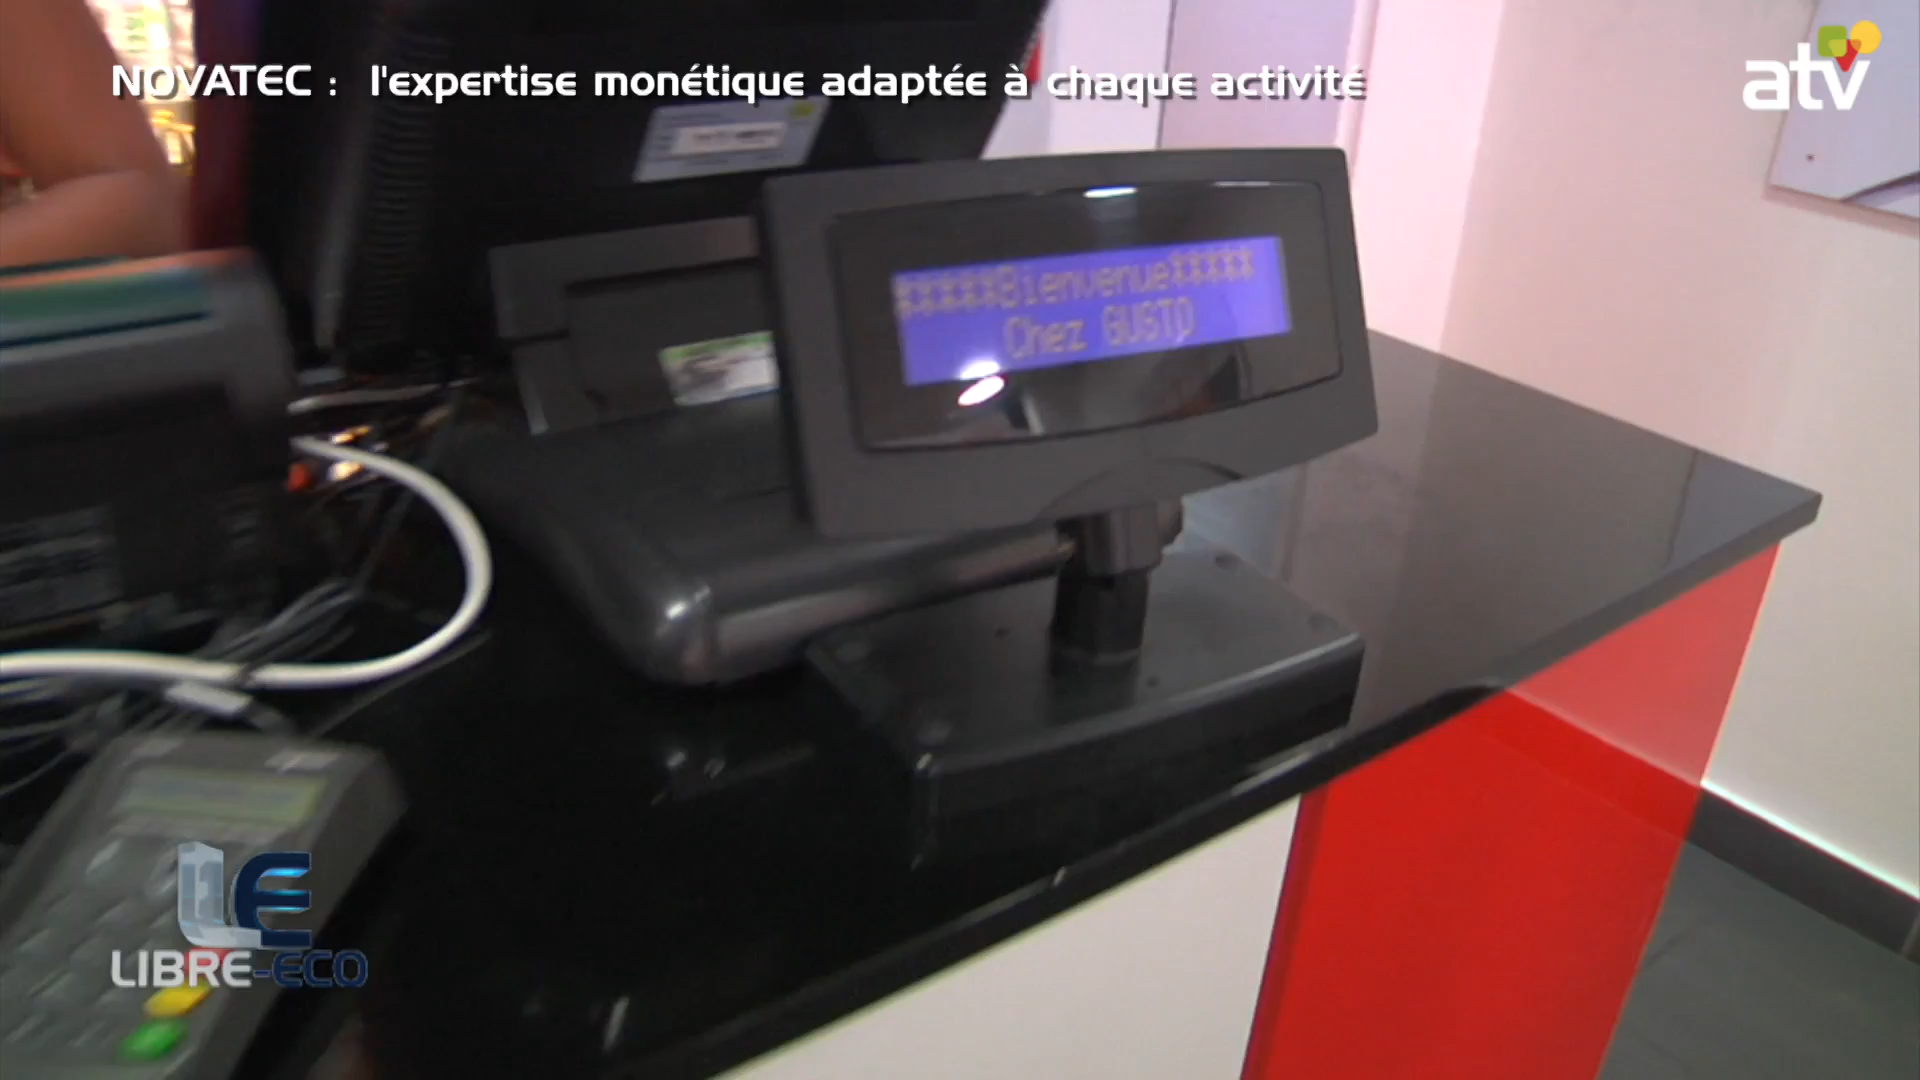 NOVATEC : l'expertise monétique adaptée à chaque activité
atv
*****Bienvenue*****
Chez GUSTO
LE
LIBRE-ECO